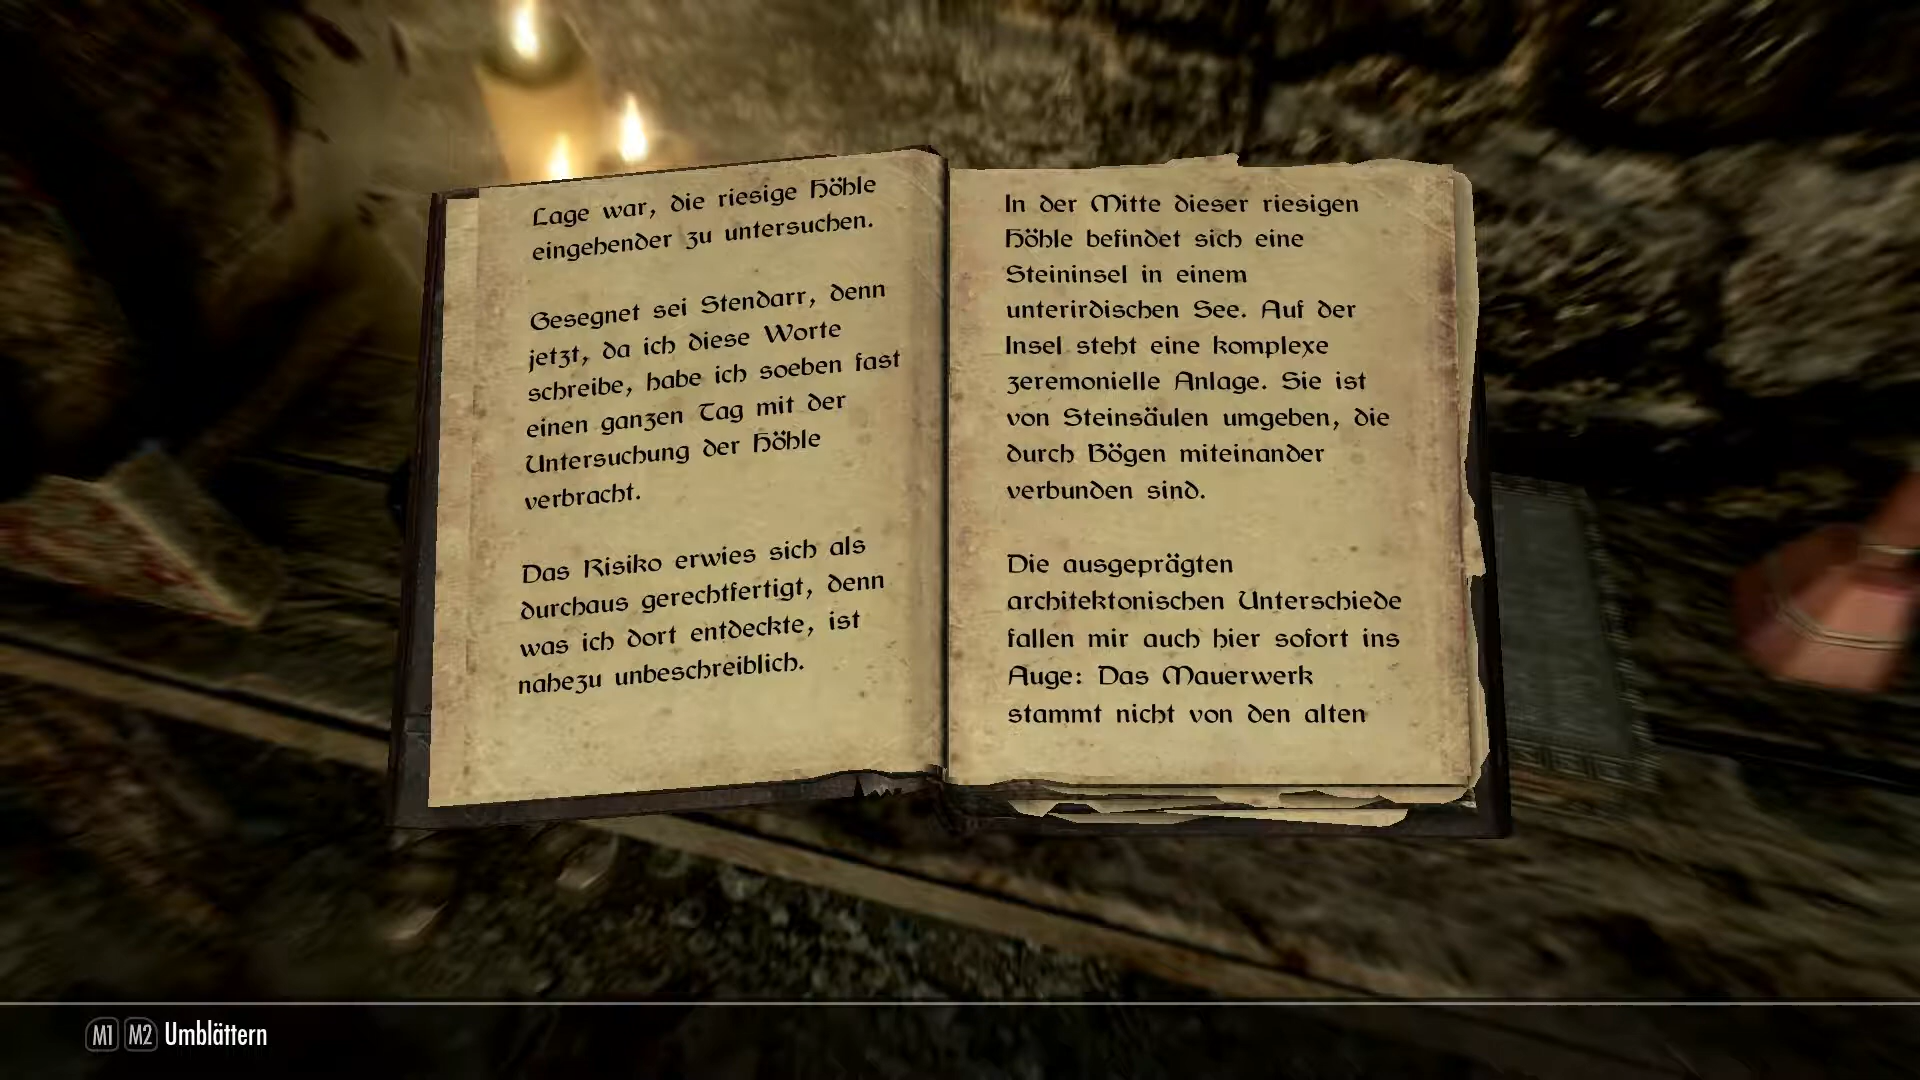 Lage war, die riesige Höhle
eingehender zu untersuchen.
Gesegnet sei Stendarr, denn
jetzt, da ich diese Worte
schreibe, habe ich soeben fast
einen ganzen Tag mit der
Untersuchung der Höhle
verbracht.
Das Risiko erwies sich als
durchaus gerechtfertigt, denn
was ich dort entdeckte, ist
nahezu unbeschreiblich.
In der Mitte dieser riesigen
Höhle befindet sich eine
Steininsel in einem
unterirdischen See. Auf der
Insel steht eine komplexe
zeremonielle Anlage. Sie ist
von Steinsäulen umgeben, die
durch Bögen miteinander
verbunden sind.
Die ausgeprägten
architektonischen Unterschiede
fallen mir auch hier sofort ins
Auge: Das Mauerwerk
stammt nicht von den alten
M1 M2 Umblättern